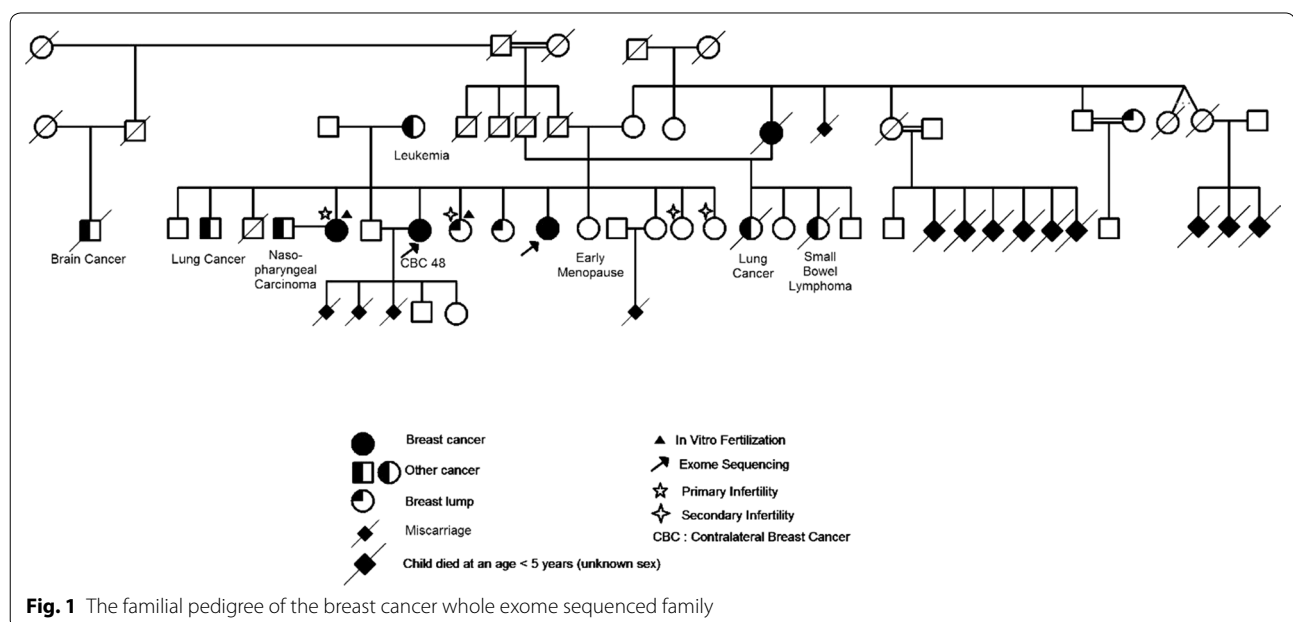 Leukemia
Brain Cancer
Lung Cancer
Naso-
pharyngeal
Carcinoma
CBC 48
Early
Menopause
Lung
Cancer
Small
Bowel
Lymphoma
Breast cancer
Other cancer
Breast lump
Miscarriage
Child died at an age < 5 years (unknown sex)
In Vitro Fertilization
Exome Sequencing
Primary Infertility
Secondary Infertility
CBC : Contralateral Breast Cancer
Fig. 1 The familial pedigree of the breast cancer whole exome sequenced family